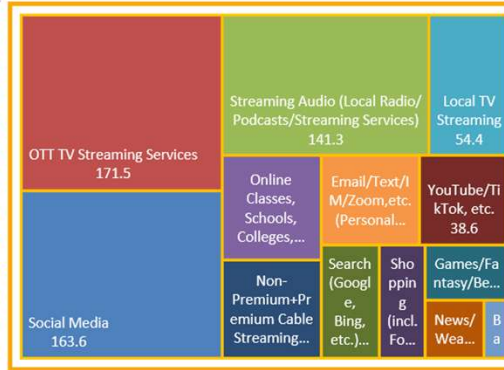 OTT TV Streaming Services
171.5
Social Media
163.6
Streaming Audio (Local Radio/
Podcasts/Streaming Services)
141.3
Local TV
Streaming
54.4
Online
Classes,
Schools,
Colleges,...
Email/Text/I
M/Zoom,etc.
(Personal...
YouTube/Ti
kTok, etc.
38.6
Non-
Premium+Pr
emium Cable
Streaming...
Search
(Googl
e,
Bing,
etc.)...
Sho
ppin
g
(incl.
Fo...
Games/Fa
ntasy/Be...
News/
Wea...
B
a